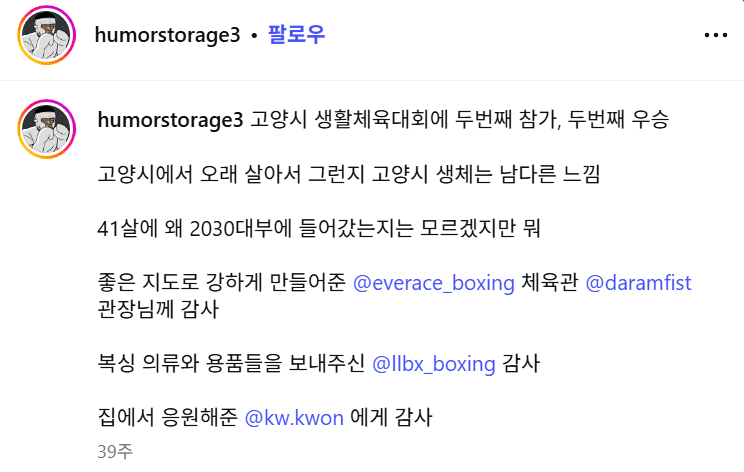 humorstorage3 • 팔로우
humorstorage3 고양시 생활체육대회에 두번째 참가, 두번째 우승
고양시에서 오래 살아서 그런지 고양시 생체는 남다른 느낌
41살에 왜 2030대부에 들어갔는지는 모르겠지만 뭐
좋은 지도로 강하게 만들어준 @everace_boxing 체육관 @daramfist
관장님께 감사
복싱 의류와 용품들을 보내주신 @llbx_boxing 감사
집에서 응원해준 @kw.kwon 에게 감사
39주